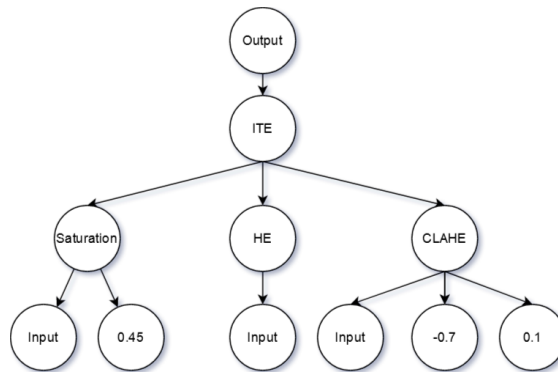 Output
ITE
Saturation
HE
CLAHE
Input
0.45
Input
Input
-0.7
0.1